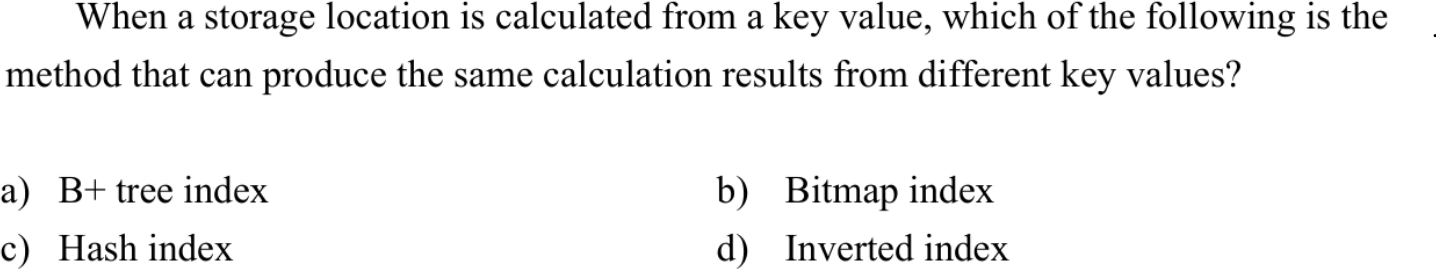 When a storage location is calculated from a key value, which of the following is the
method that can produce the same calculation results from different key values?
a) B+ tree index b) Bitmap index
c) Hash index d) Inverted index